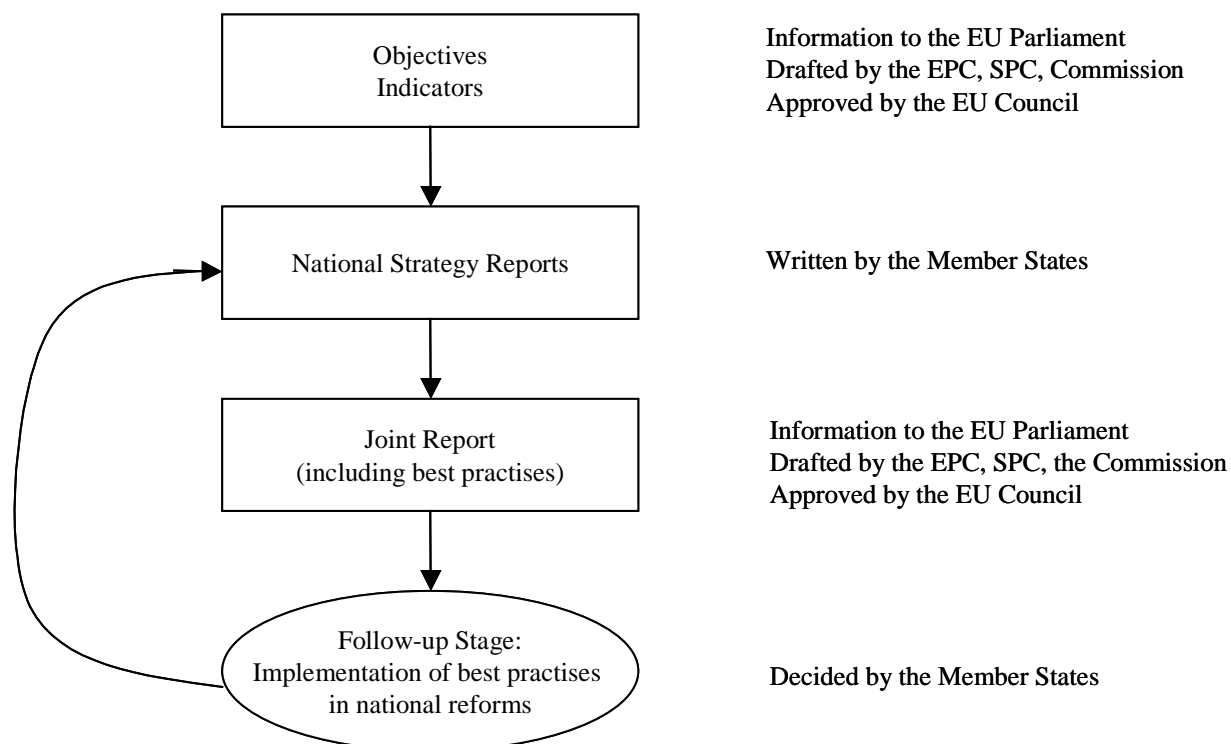 Objectives
Indicators
Information to the EU Parliament
Drafted by the EPC, SPC, Commission
Approved by the EU Council
National Strategy Reports
Written by the Member States
Joint Report
(including best practises)
Information to the EU Parliament
Drafted by the EPC, SPC, the Commission
Approved by the EU Council
Follow-up Stage:
Implementation of best practises
in national reforms
Decided by the Member States